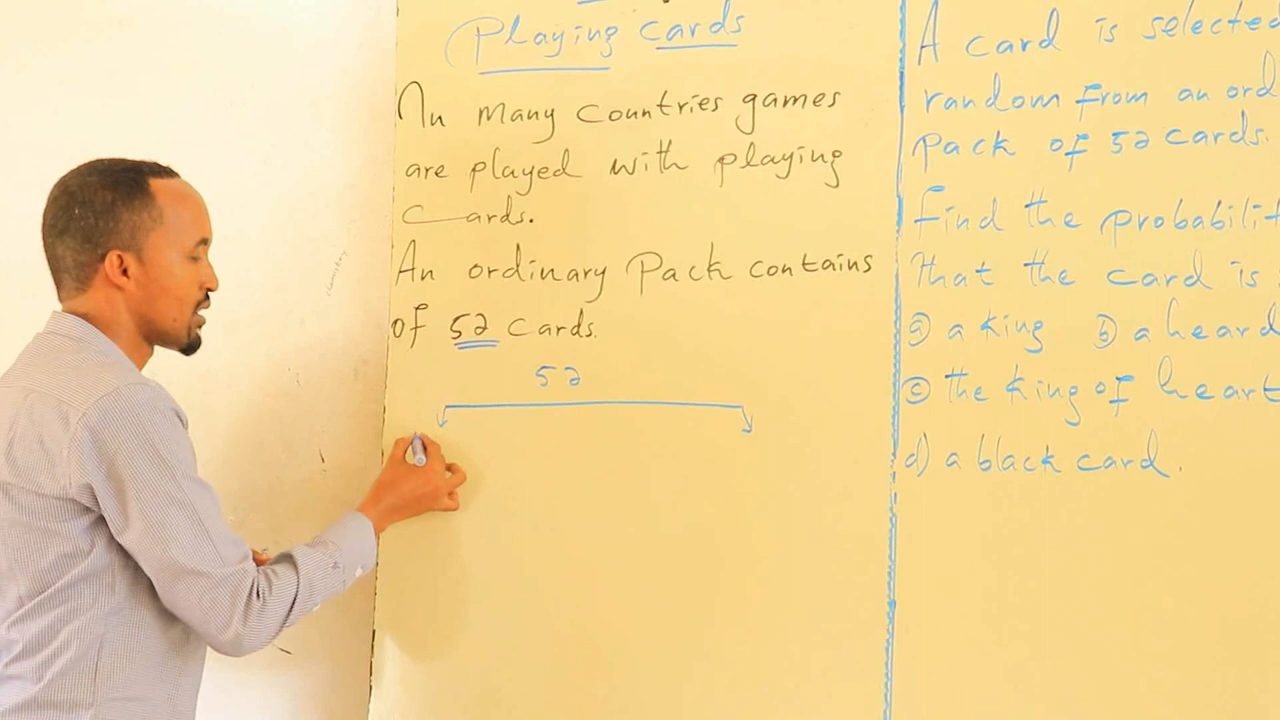 Playing cards
In many countries games
are played with playing
cards.
An ordinary pack contains
of 52 cards.
52
A card is selected
random from an ord
pack of 52 cards.
Find the probabilit
that the card is
ⓐ a king ⓑ a heard
ⓒ the king of heart
d) a black card.
chemistry